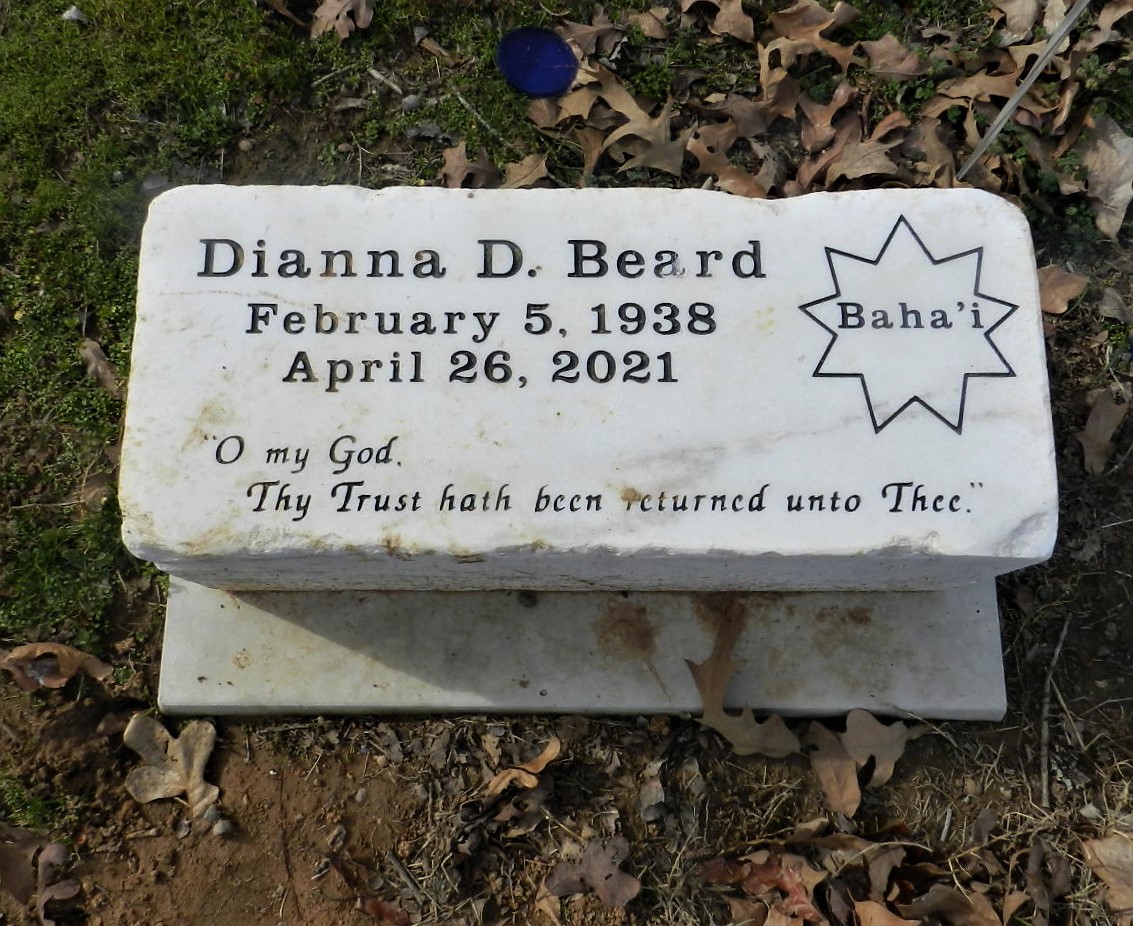 Dianna D. Beard
February 5, 1938
April 26, 2021
Baha'i
"O my God.
Thy Trust hath been returned unto Thee."